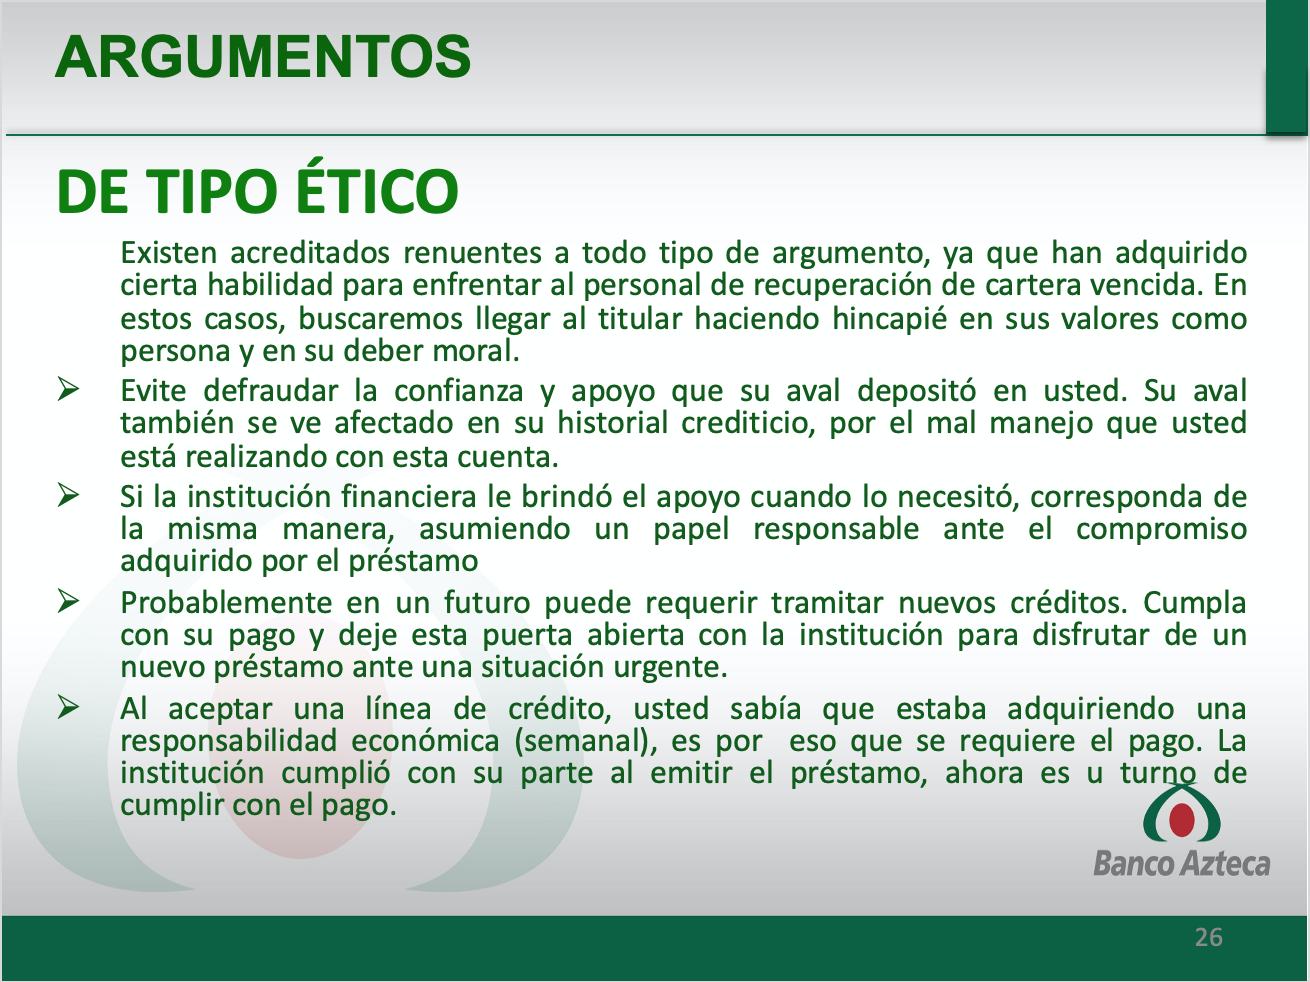 ARGUMENTOS
DE TIPO ÉTICO
Existen acreditados renuentes a todo tipo de argumento, ya que han adquirido
cierta habilidad para enfrentar al personal de recuperación de cartera vencida. En
estos casos, buscaremos llegar al titular haciendo hincapié en sus valores como
persona y en su deber moral.
➢ Evite defraudar la confianza y apoyo que su aval depositó en usted. Su aval
también se ve afectado en su historial crediticio, por el mal manejo que usted
está realizando con esta cuenta.
➢ Si la institución financiera le brindó el apoyo cuando lo necesitó, corresponda de
la misma manera, asumiendo un papel responsable ante el compromiso
adquirido por el préstamo
➢ Probablemente en un futuro puede requerir tramitar nuevos créditos. Cumpla
con su pago y deje esta puerta abierta con la institución para disfrutar de un
nuevo préstamo ante una situación urgente.
➢ Al aceptar una línea de crédito, usted sabía que estaba adquiriendo una
responsabilidad económica (semanal), es por  eso que se requiere el pago. La
institución cumplió con su parte al emitir el préstamo, ahora es u turno de
cumplir con el pago.
Banco Azteca
26